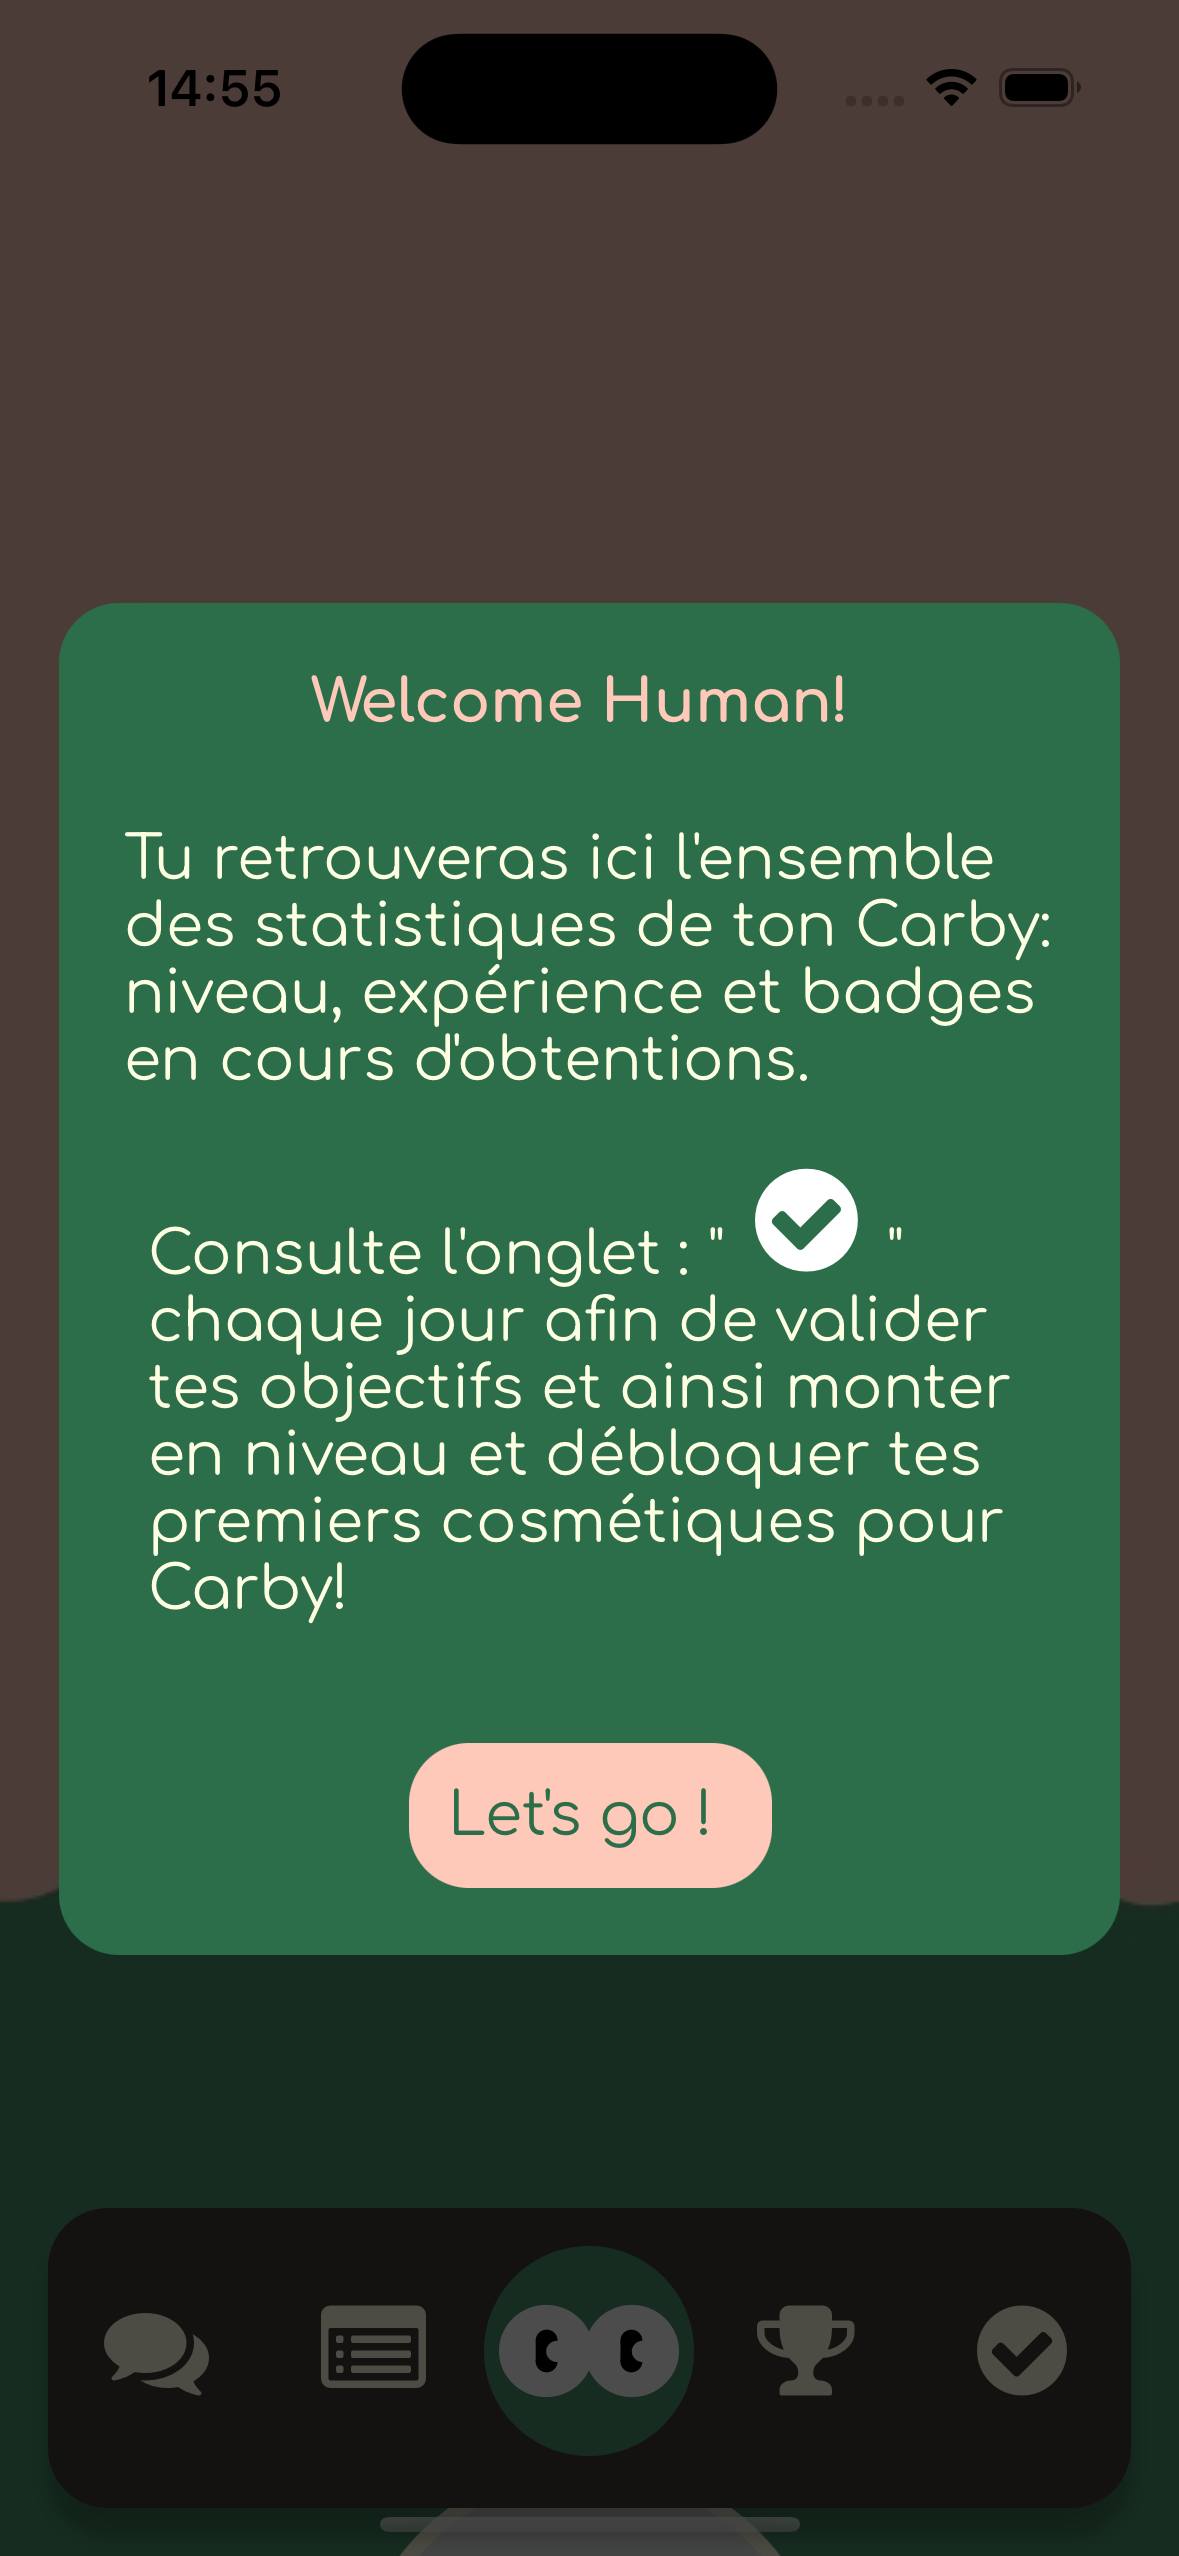 14:55
Welcome Human!
Tu retrouveras ici l'ensemble
des statistiques de ton Carby:
niveau, expérience et badges
en cours d'obtentions.
Consulte l'onglet : " "
chaque jour afin de valider
tes objectifs et ainsi monter
en niveau et débloquer tes
premiers cosmétiques pour
Carby!
Let's go !